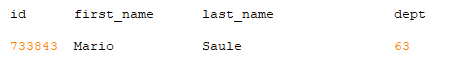 id first_name last_name dept
733843 Mario Saule 63